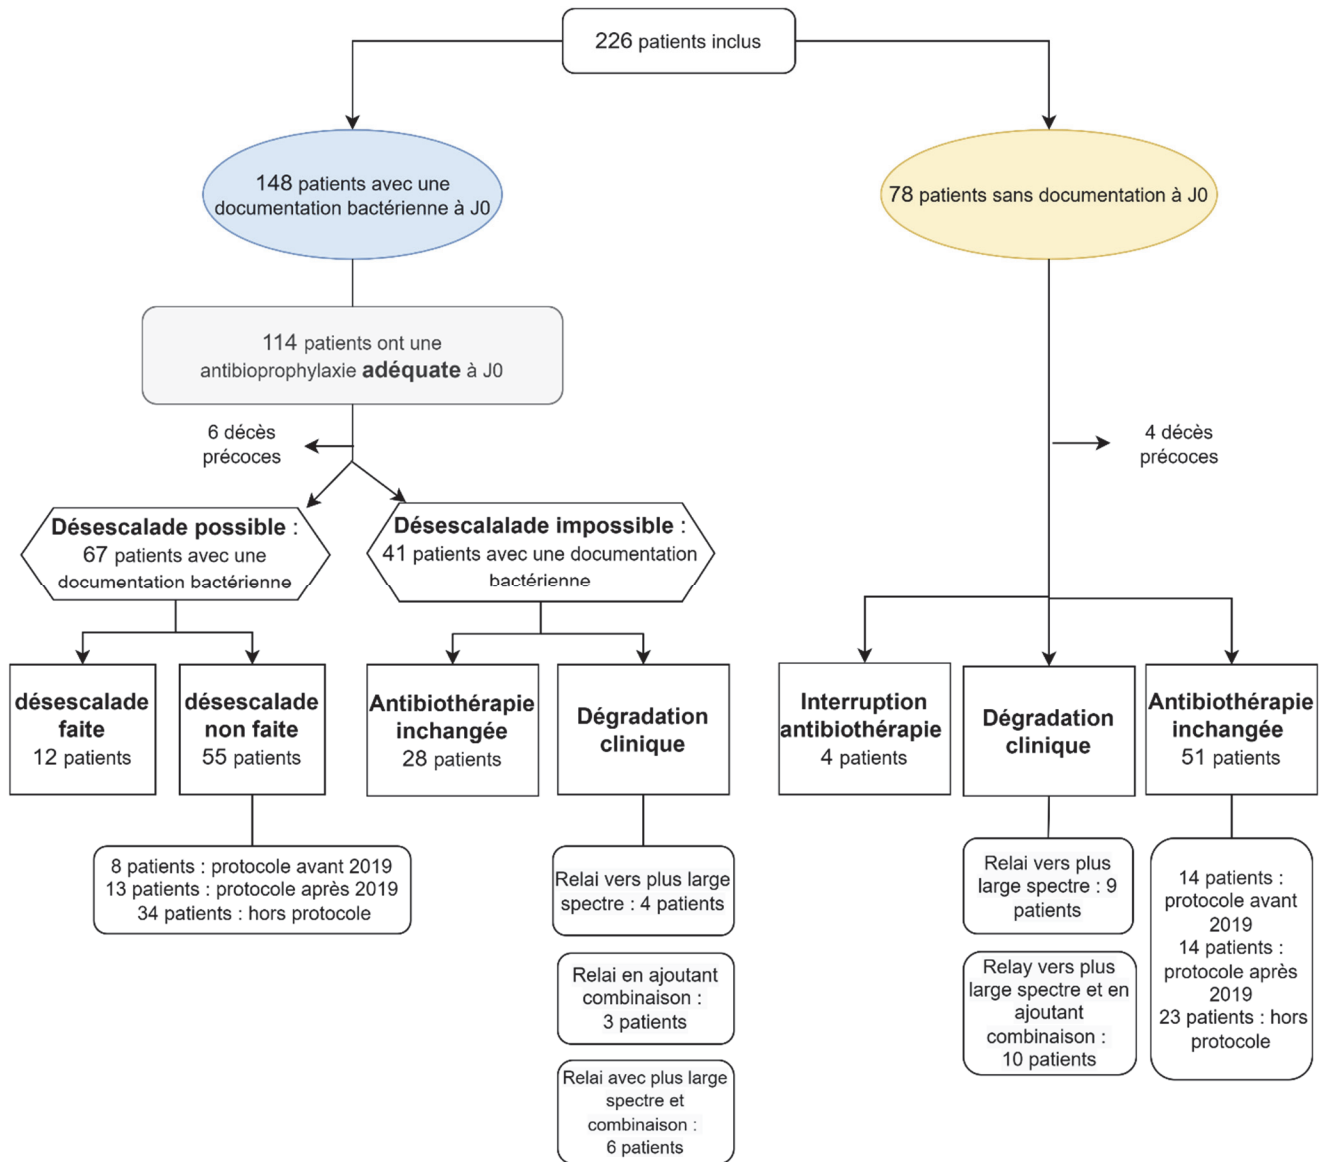 226 patients inclus
148 patients avec une
documentation bactérienne à J0
78 patients sans documentation à J0
114 patients ont une
antibioprophylaxie adéquate à J0
6 décès
précoces
4 décès
précoces
Désescalade possible :
67 patients avec une
documentation bactérienne
Désescalalade impossible :
41 patients avec une documentation
bactérienne
désescalade
faite
12 patients
désescalade
non faite
55 patients
Antibiothérapie
inchangée
28 patients
Dégradation
clinique
Interruption
antibiothérapie
4 patients
Dégradation
clinique
Antibiothérapie
inchangée
51 patients
8 patients : protocole avant 2019
13 patients : protocole après 2019
34 patients : hors protocole
Relai vers plus large
spectre : 4 patients
Relai en ajoutant
combinaison :
3 patients
Relai avec plus large
spectre et
combinaison :
6 patients
Relai vers plus
large spectre : 9
patients
Relay vers plus
large spectre et en
ajoutant
combinaison :
10 patients
14 patients :
protocole avant
2019
14 patients :
protocole après
2019
23 patients : hors
protocole